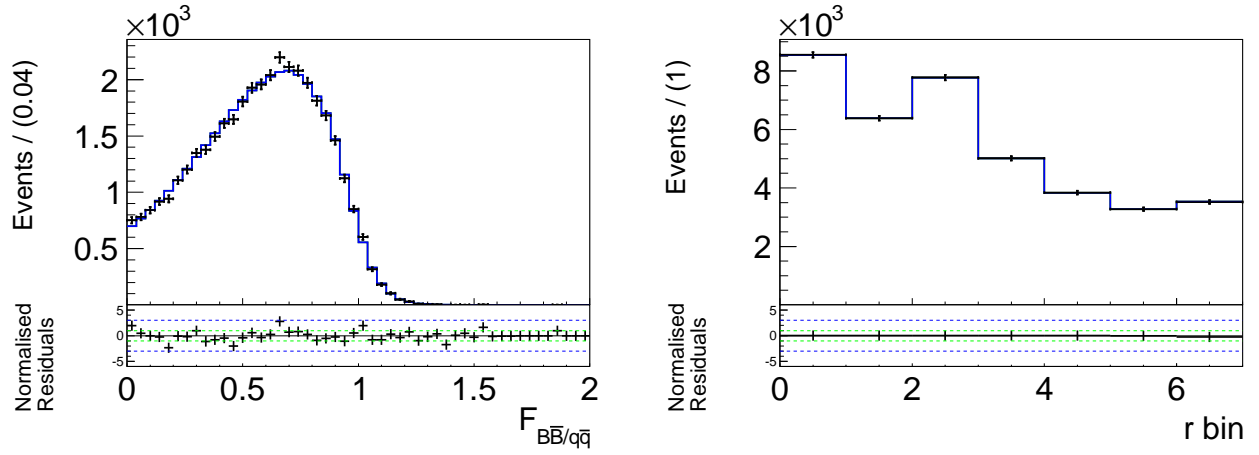 ×10³
Events / (0.04)
2
1.5
1
0.5
Normalised
Residuals
5
0
-5
0 0.5 1 1.5 2
F_{BB̅/qq̅}
×10³
Events / (1)
8
6
4
2
Normalised
Residuals
5
0
-5
0 2 4 6
r bin